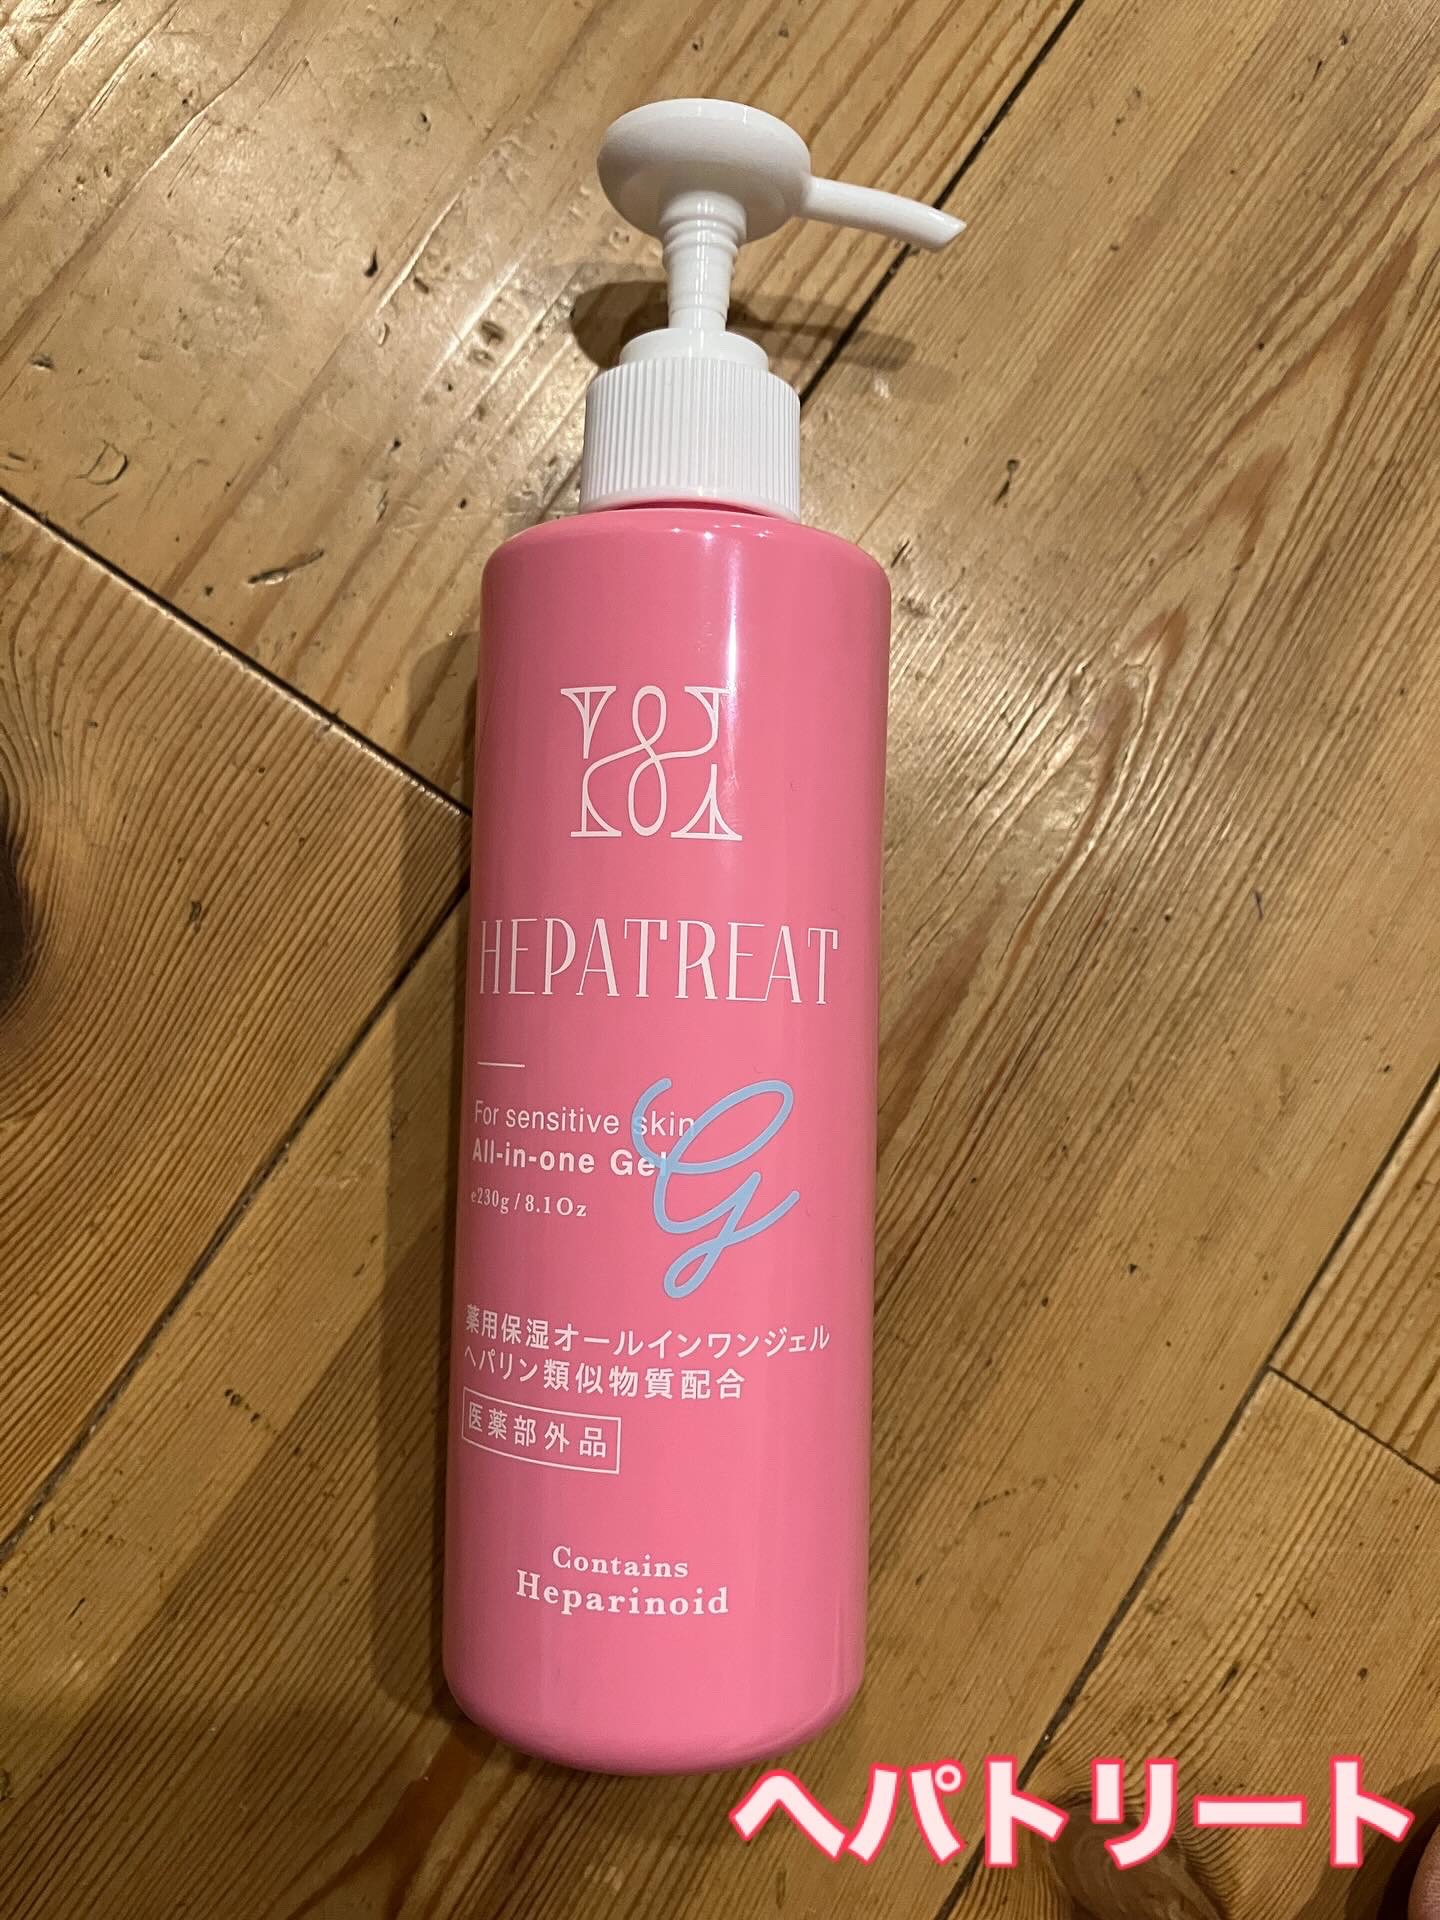 HEPATREAT
For sensitive skin
All-in-one Gel
G
e230g / 8.1Oz
薬用保湿オールインワンジェル
ヘパリン類似物質配合
医薬部外品
Contains
Heparinoid
ヘパトリート